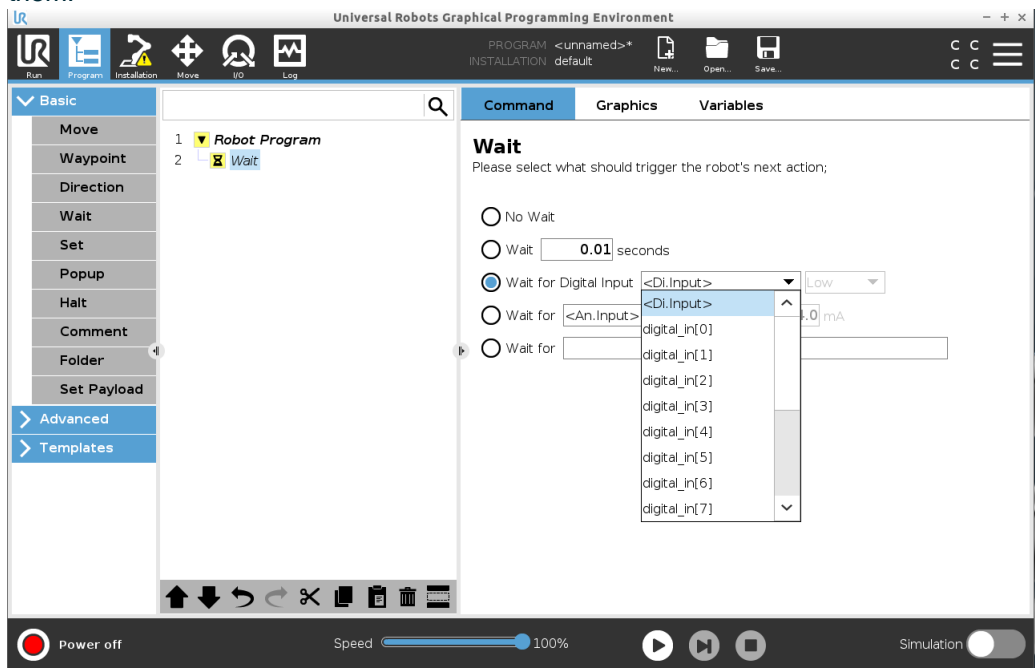 Universal Robots Graphical Programming Environment
PROGRAM <unnamed>*
INSTALLATION default
Run Program Installation Move I/O Log New... Open... Save...
C C
C C
Basic
Move
Waypoint
Direction
Wait
Set
Popup
Halt
Comment
Folder
Set Payload
Advanced
Templates
1 Robot Program
2 Wait
Command Graphics Variables
Wait
Please select what should trigger the robot's next action;
No Wait
Wait 0.01 seconds
Wait for Digital Input <Di.Input> Low
Wait for <An.Input> .0 mA
Wait for
<Di.Input>
digital_in[0]
digital_in[1]
digital_in[2]
digital_in[3]
digital_in[4]
digital_in[5]
digital_in[6]
digital_in[7]
Power off Speed 100% Simulation